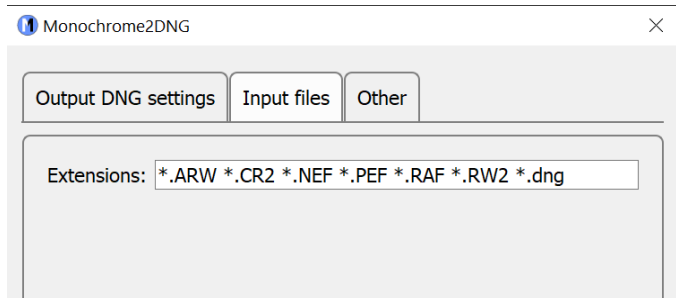 Monochrome2DNG
Output DNG settings Input files Other
Extensions: *.ARW *.CR2 *.NEF *.PEF *.RAF *.RW2 *.dng